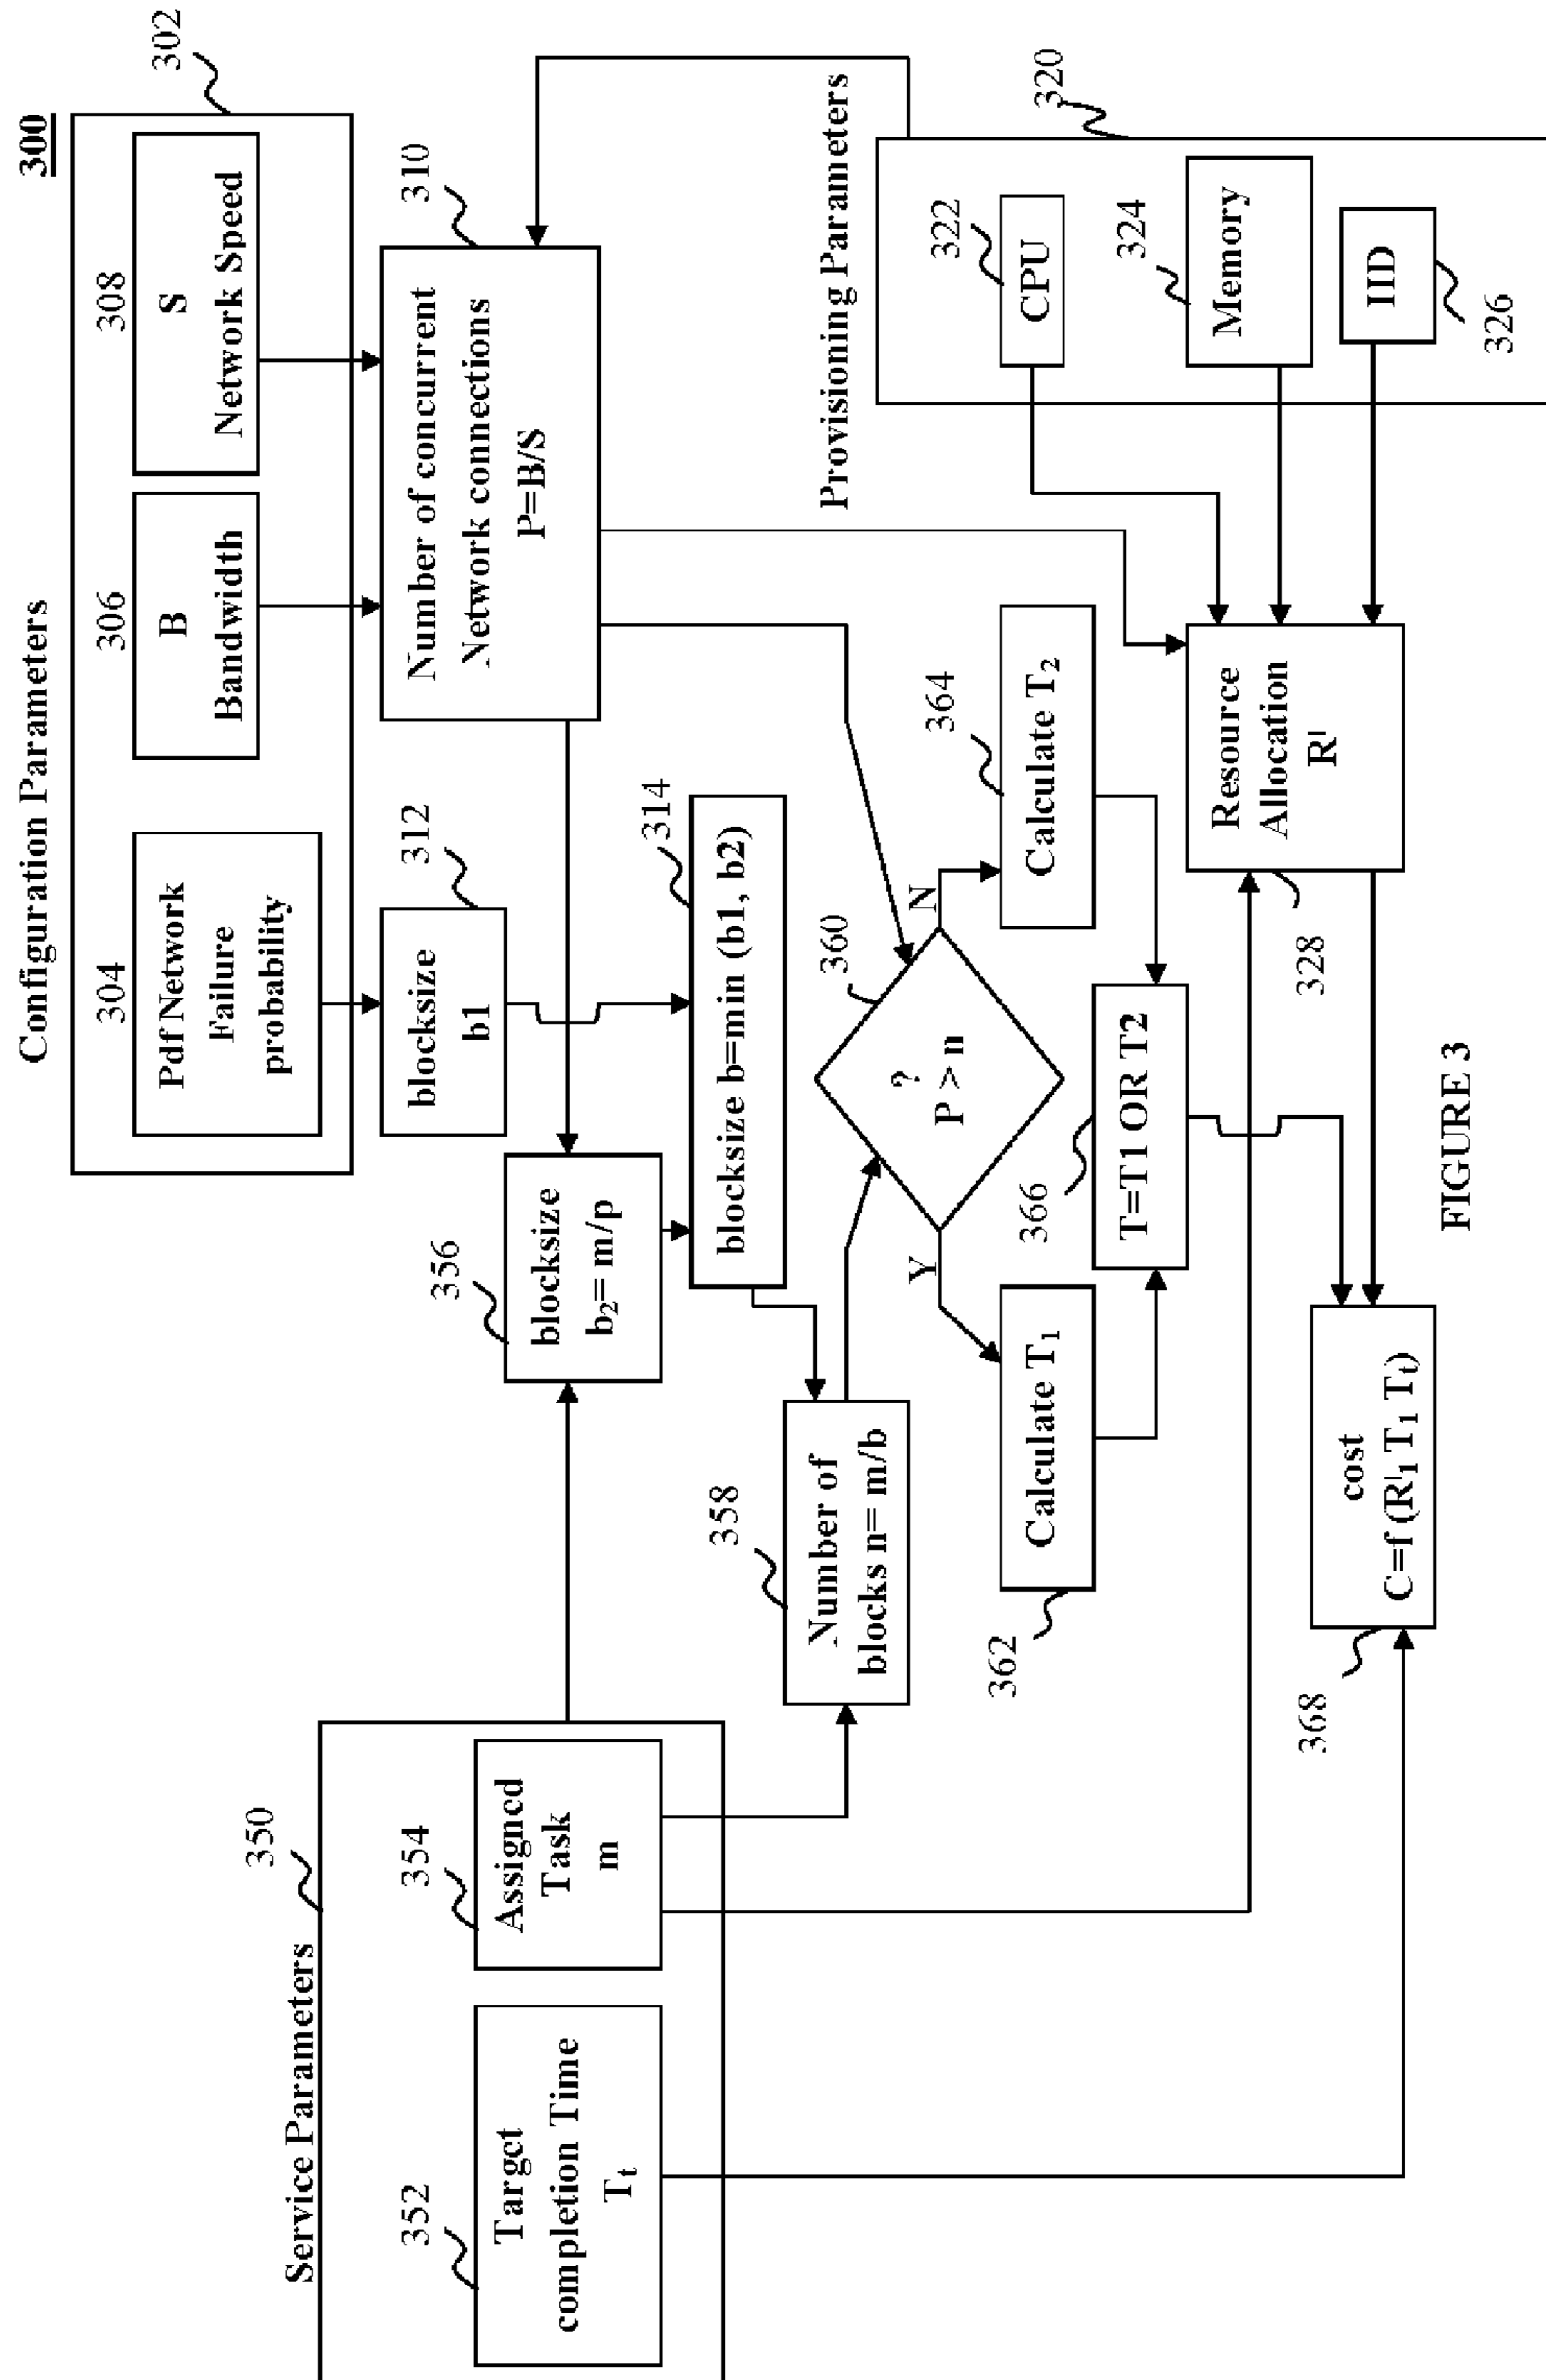 300
Configuration Parameters
302
304
Pdf Network
Failure
probability
306
B
Bandwidth
308
S
Network Speed
Service Parameters
350
352
Target
completion Time
Tt
354
Assigned
Task
m
356
blocksize
b2= m/p
312
blocksize
b1
310
Number of concurrent
Network connections
P=B/S
314
blocksize b=min (b1, b2)
358
Number of
blocks n= m/b
360
?
P > n
Y
N
362
Calculate T1
364
Calculate T2
366
T=T1 OR T2
Provisioning Parameters
320
322
CPU
324
Memory
IID
326
Resource
Allocation
R'
328
368
cost
C=f (R'1 T1 Tt)
FIGURE 3